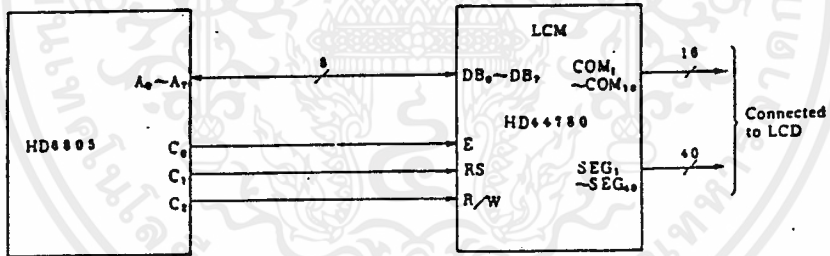 LCM
8
16
A₀~A₇
DB₀~DB₇
COM₁
~COM₁₆
HD44780
Connected
to LCD
HD6805
C₀
E
C₁
RS
SEG₁
~SEG₄₀
40
C₂
R/W